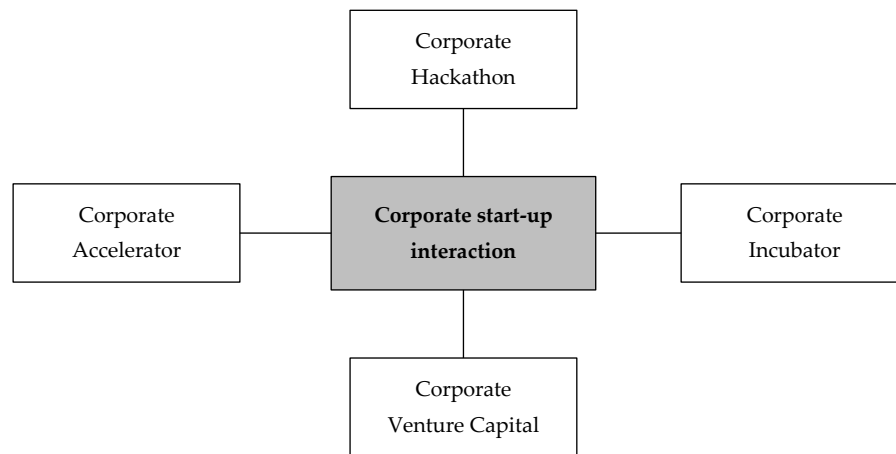 Corporate
Hackathon
Corporate
Accelerator
Corporate start-up
interaction
Corporate
Incubator
Corporate
Venture Capital